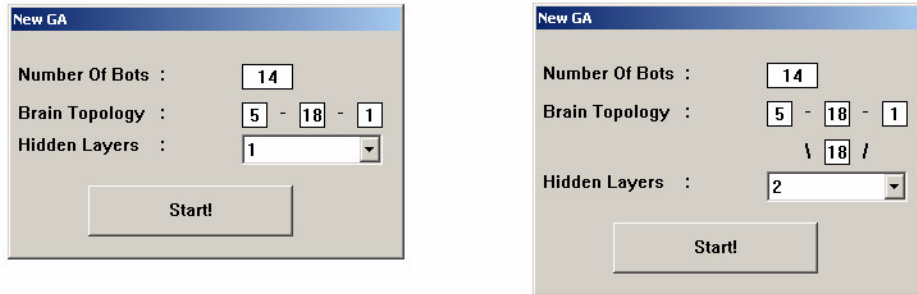 New GA
Number Of Bots :
14
Brain Topology :
5 - 18 - 1
Hidden Layers :
1
Start!
New GA
Number Of Bots :
14
Brain Topology :
5 - 18 - 1
\ 18 /
Hidden Layers :
2
Start!